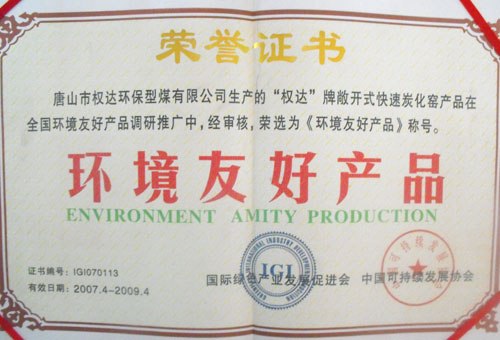 荣誉证书
唐山市权达环保型煤有限公司生产的“权达”牌敞开式快速炭化窑产品在
全国环境友好产品调研推广中，经审核，荣选为《环境友好产品》称号。
环境友好产品
ENVIRONMENT AMITY PRODUCTION
证书编号：IGI070113
有效日期：2007.4-2009.4
IGI
国际绿色产业发展促进会 中国可持续发展协会